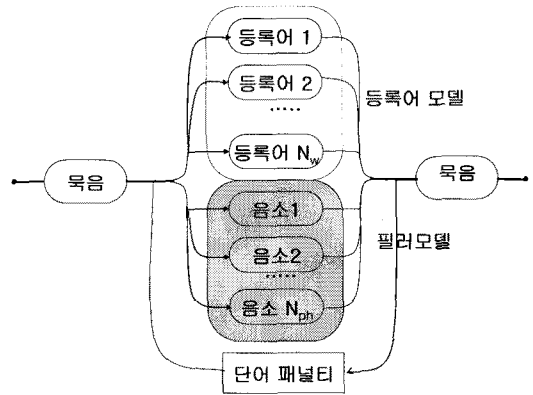 등록어 1
등록어 2
.....
등록어 모델
등록어 N_w
묵음
묵음
음소1
음소2
.....
필러모델
음소 N_ph
단어 패널티